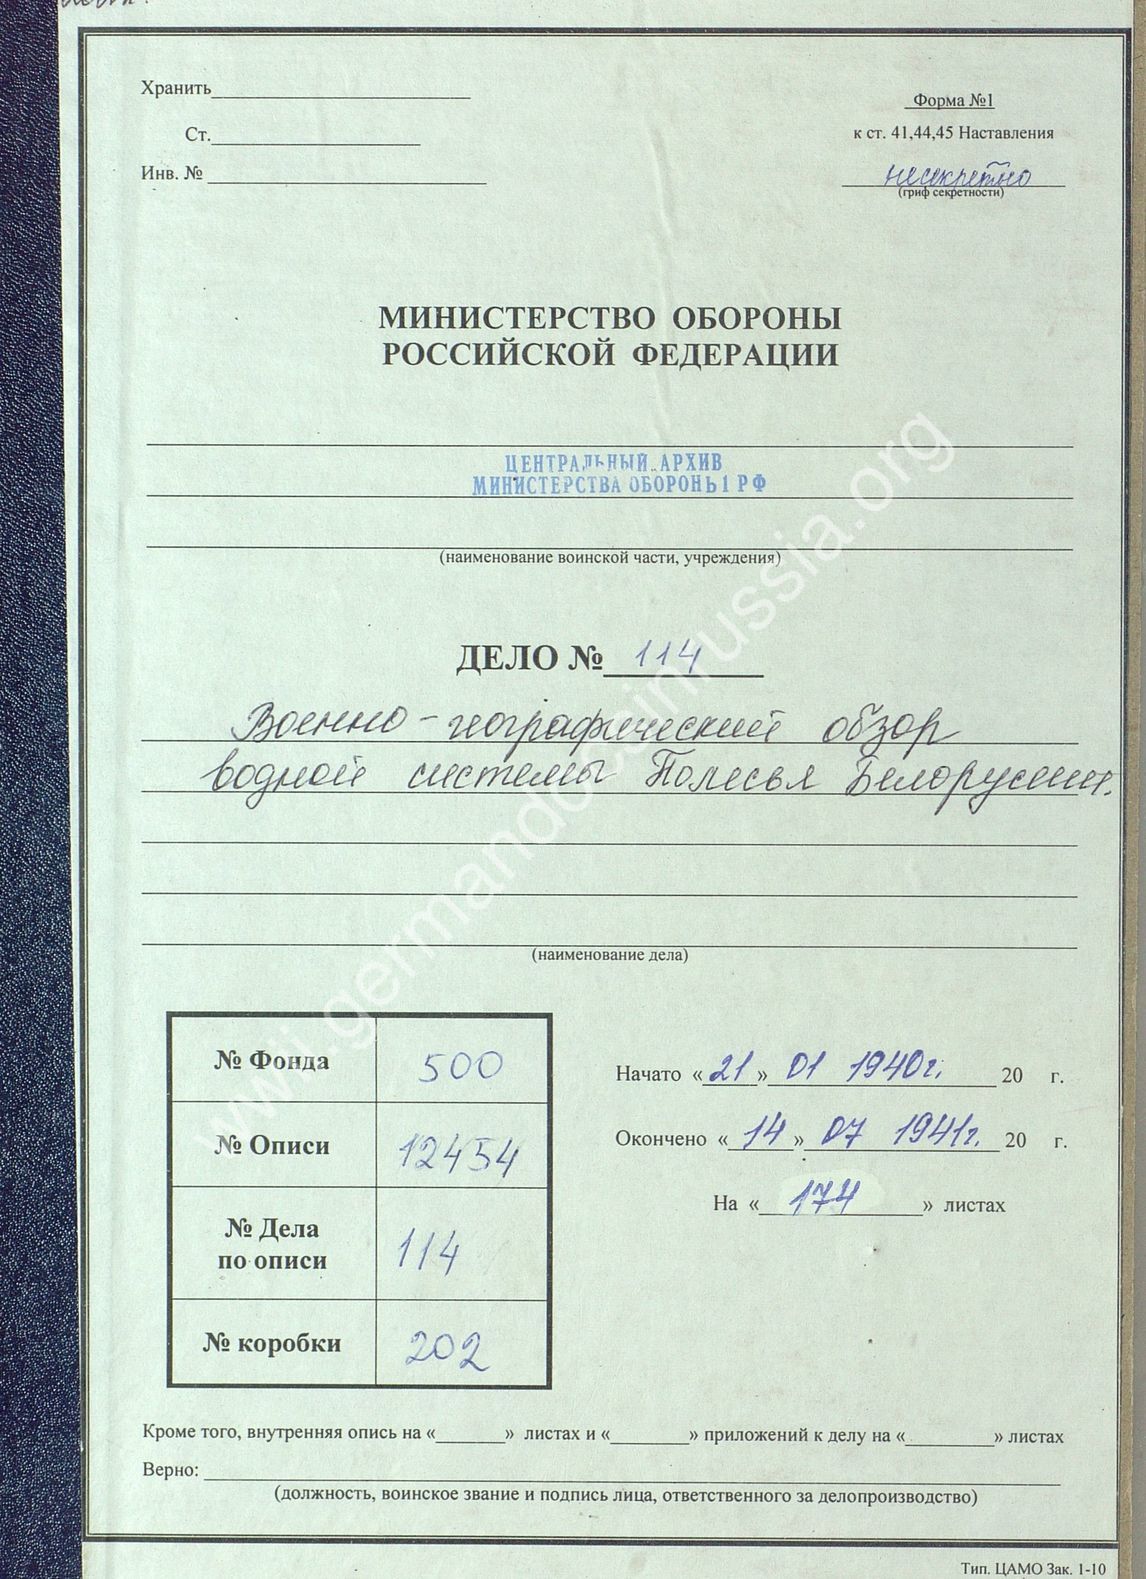 Хранить
Форма №1
Ст.
к ст. 41,44,45 Наставления
Инв. №
несекретно
(гриф секретности)
МИНИСТЕРСТВО ОБОРОНЫ
РОССИЙСКОЙ ФЕДЕРАЦИИ
ЦЕНТРАЛЬНЫЙ АРХИВ
МИНИСТЕРСТВА ОБОРОНЫ РФ
(наименование воинской части, учреждения)
ДЕЛО № 114
Военно-географический обзор
водной системы Полесья Белоруссии.
(наименование дела)
№ Фонда 500
№ Описи 12454
№ Дела
по описи 114
№ коробки 202
Начато «21» 01 1940г. 20 г.
Окончено «14» 07 1941г. 20 г.
На «174» листах
Кроме того, внутренняя опись на « » листах и « » приложений к делу на « » листах
Верно:
(должность, воинское звание и подпись лица, ответственного за делопроизводство)
Тип. ЦАМО Зак. 1-10
www.germandocsinrussia.org